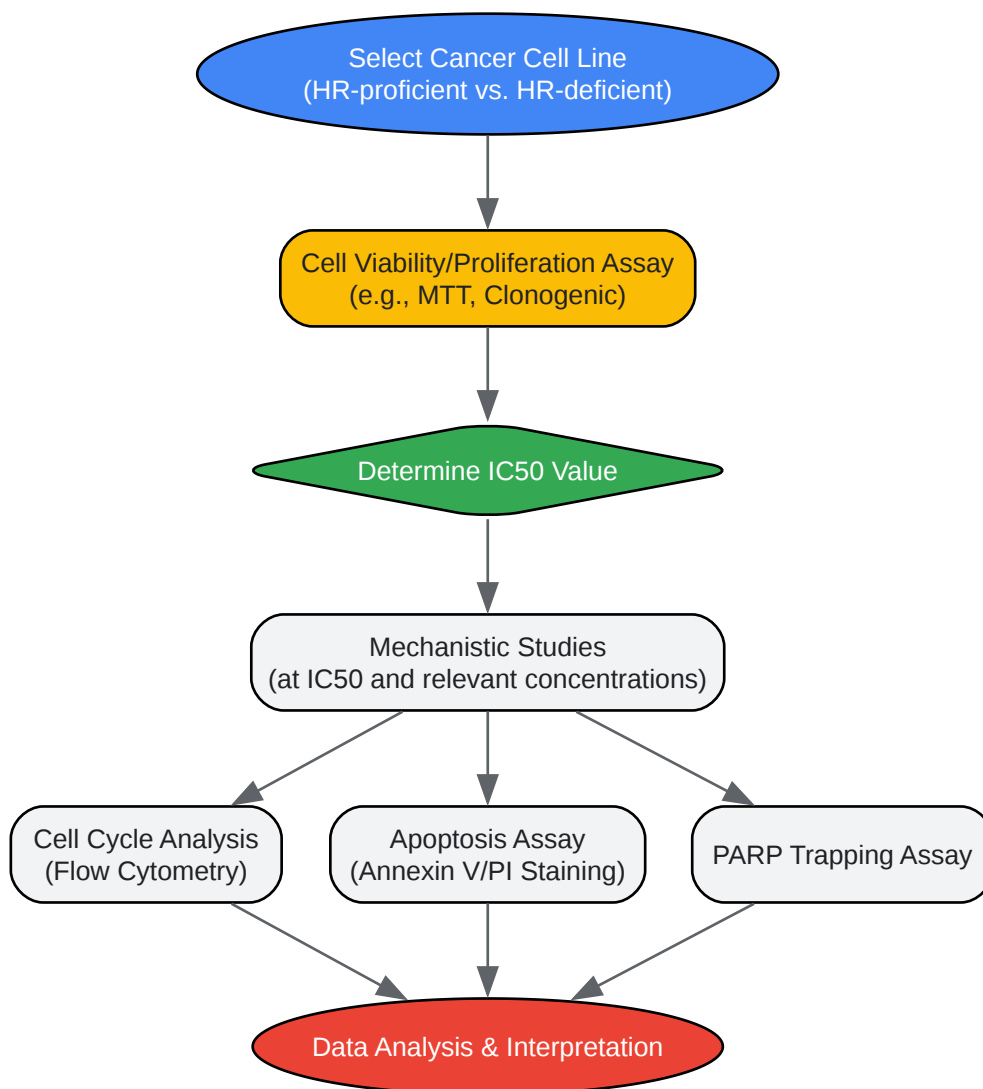 Select Cancer Cell Line
(HR-proficient vs. HR-deficient)
Cell Viability/Proliferation Assay
(e.g., MTT, Clonogenic)
Determine IC50 Value
Mechanistic Studies
(at IC50 and relevant concentrations)
Cell Cycle Analysis
(Flow Cytometry)
Apoptosis Assay
(Annexin V/PI Staining)
PARP Trapping Assay
Data Analysis & Interpretation